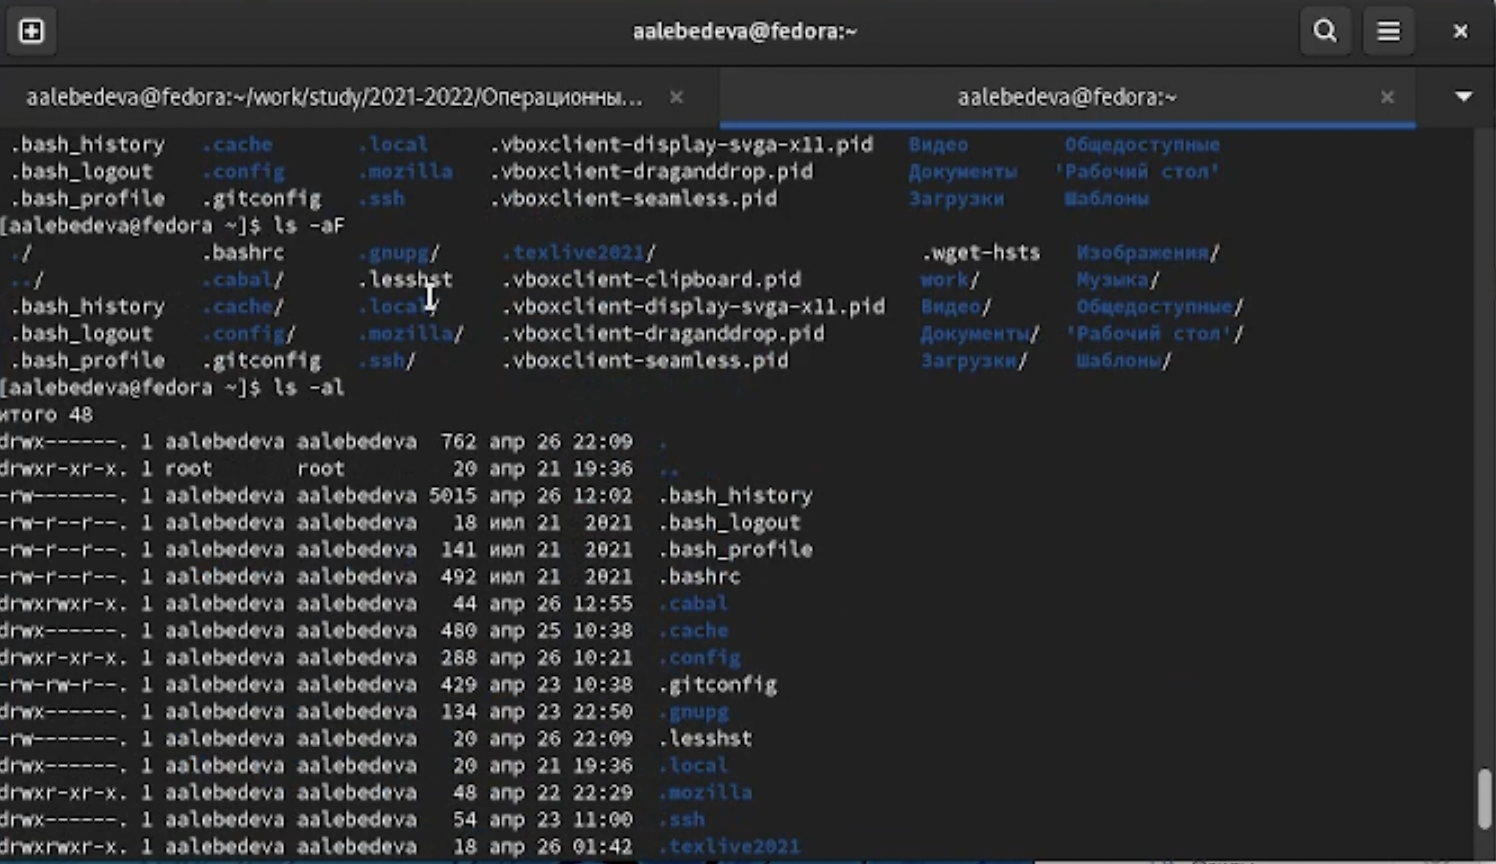 aalebedeva@fedora:~
aalebedeva@fedora:~/work/study/2021-2022/Операционны... aalebedeva@fedora:~
.bash_history .cache .local .vboxclient-display-svga-x11.pid Видео Общедоступные
.bash_logout .config .mozilla .vboxclient-draganddrop.pid Документы 'Рабочий стол'
.bash_profile .gitconfig .ssh .vboxclient-seamless.pid Загрузки Шаблоны
[aalebedeva@fedora ~]$ ls -aF
./ .bashrc .gnupg/ .texlive2021/ .wget-hsts Изображения/
../ .cabal/ .lesshst .vboxclient-clipboard.pid work/ Музыка/
.bash_history .cache/ .local/ .vboxclient-display-svga-x11.pid Видео/ Общедоступные/
.bash_logout .config/ .mozilla/ .vboxclient-draganddrop.pid Документы/ 'Рабочий стол'/
.bash_profile .gitconfig .ssh/ .vboxclient-seamless.pid Загрузки/ Шаблоны/
[aalebedeva@fedora ~]$ ls -al
итого 48
drwx------. 1 aalebedeva aalebedeva 762 апр 26 22:09 .
drwxr-xr-x. 1 root root 20 апр 21 19:36 ..
-rw-------. 1 aalebedeva aalebedeva 5015 апр 26 12:02 .bash_history
-rw-r--r--. 1 aalebedeva aalebedeva 18 июл 21 2021 .bash_logout
-rw-r--r--. 1 aalebedeva aalebedeva 141 июл 21 2021 .bash_profile
-rw-r--r--. 1 aalebedeva aalebedeva 492 июл 21 2021 .bashrc
drwxrwxr-x. 1 aalebedeva aalebedeva 44 апр 26 12:55 .cabal
drwx------. 1 aalebedeva aalebedeva 480 апр 25 10:38 .cache
drwxr-xr-x. 1 aalebedeva aalebedeva 288 апр 26 10:21 .config
-rw-rw-r--. 1 aalebedeva aalebedeva 429 апр 23 10:38 .gitconfig
drwx------. 1 aalebedeva aalebedeva 134 апр 23 22:50 .gnupg
-rw-------. 1 aalebedeva aalebedeva 20 апр 26 22:09 .lesshst
drwx------. 1 aalebedeva aalebedeva 20 апр 21 19:36 .local
drwxr-xr-x. 1 aalebedeva aalebedeva 48 апр 22 22:29 .mozilla
drwx------. 1 aalebedeva aalebedeva 54 апр 23 11:00 .ssh
drwxrwxr-x. 1 aalebedeva aalebedeva 18 апр 26 01:42 .texlive2021